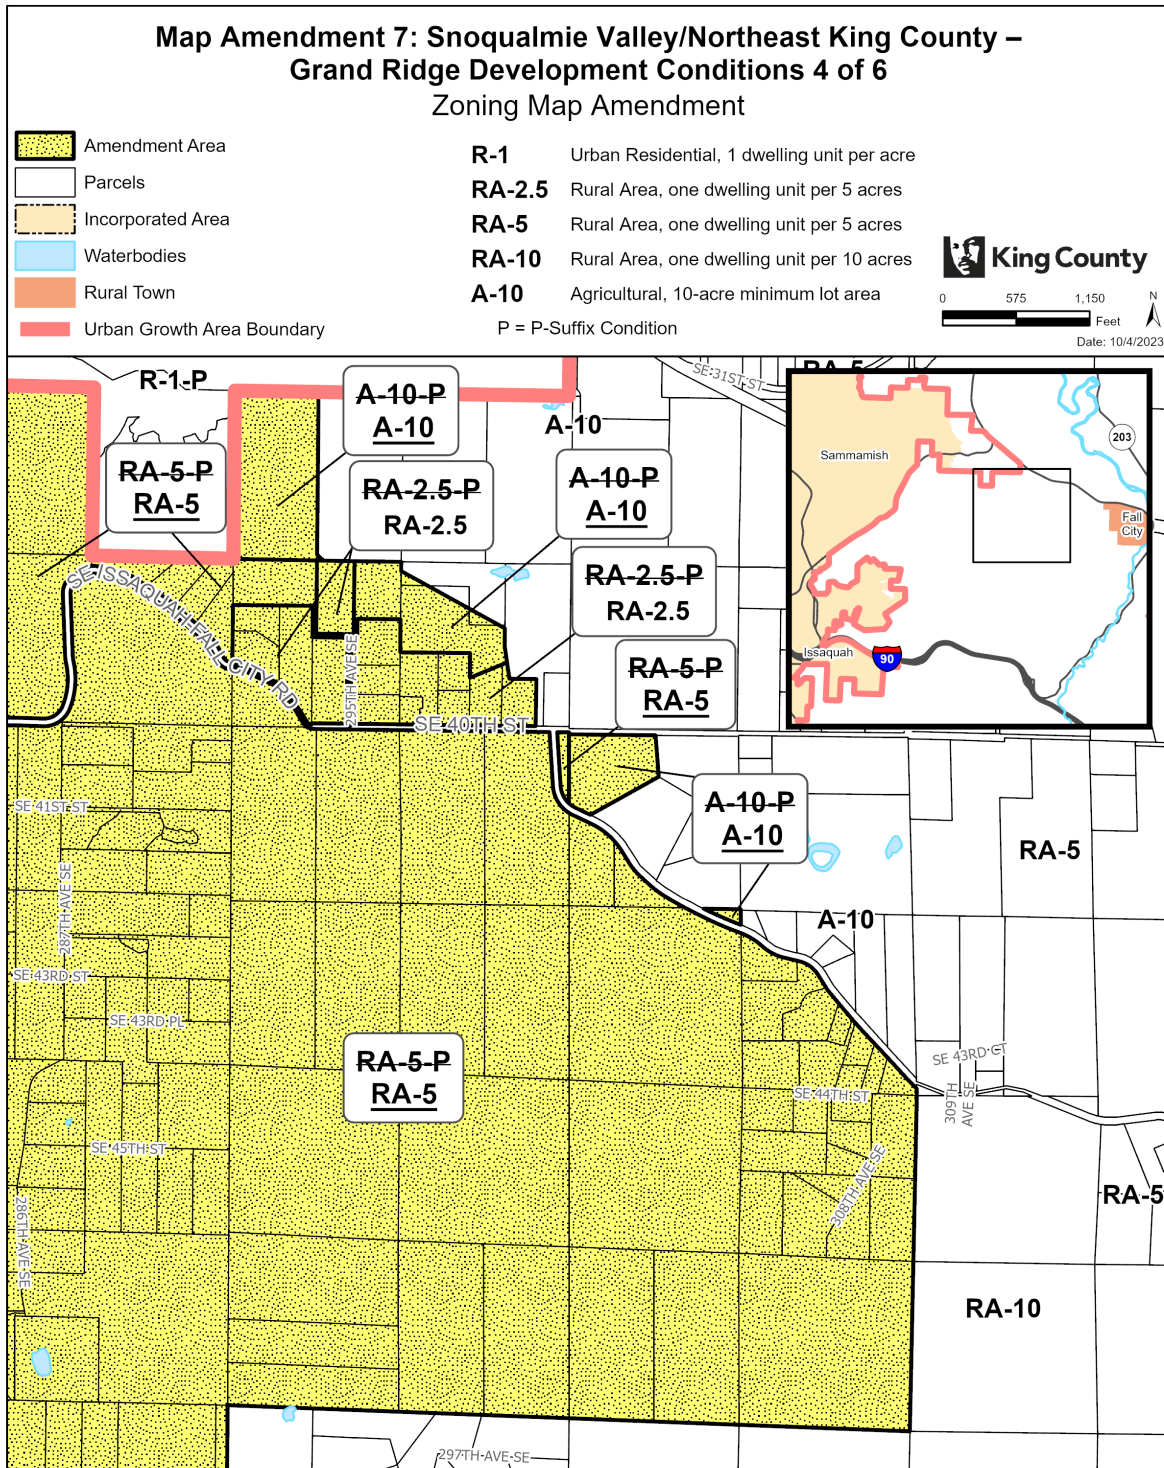 Map Amendment 7: Snoqualmie Valley/Northeast King County –
Grand Ridge Development Conditions 4 of 6
Zoning Map Amendment
Amendment Area
Parcels
Incorporated Area
Waterbodies
Rural Town
Urban Growth Area Boundary
R-1 Urban Residential, 1 dwelling unit per acre
RA-2.5 Rural Area, one dwelling unit per 5 acres
RA-5 Rural Area, one dwelling unit per 5 acres
RA-10 Rural Area, one dwelling unit per 10 acres
A-10 Agricultural, 10-acre minimum lot area
P = P-Suffix Condition
King County
0 575 1,150
Feet
N
Date: 10/4/2023
R-1-P
A-10-P
A-10
SE 31ST ST
RA-5
A-10
RA-5-P
RA-5
RA-2.5-P
RA-2.5
A-10-P
A-10
Sammamish
203
Fall
City
Issaquah
90
SE ISSAQUAH FALL CITY RD
RA-2.5-P
RA-2.5
295TH AVE SE
RA-5-P
RA-5
SE 40TH ST
SE 41ST ST
A-10-P
A-10
RA-5
287TH AVE SE
A-10
SE 43RD ST
SE 43RD PL
RA-5-P
RA-5
SE 43RD CT
SE 44TH ST
309TH
AVE SE
SE 45TH ST
308TH AVE SE
RA-5
286TH AVE SE
RA-10
297TH AVE SE